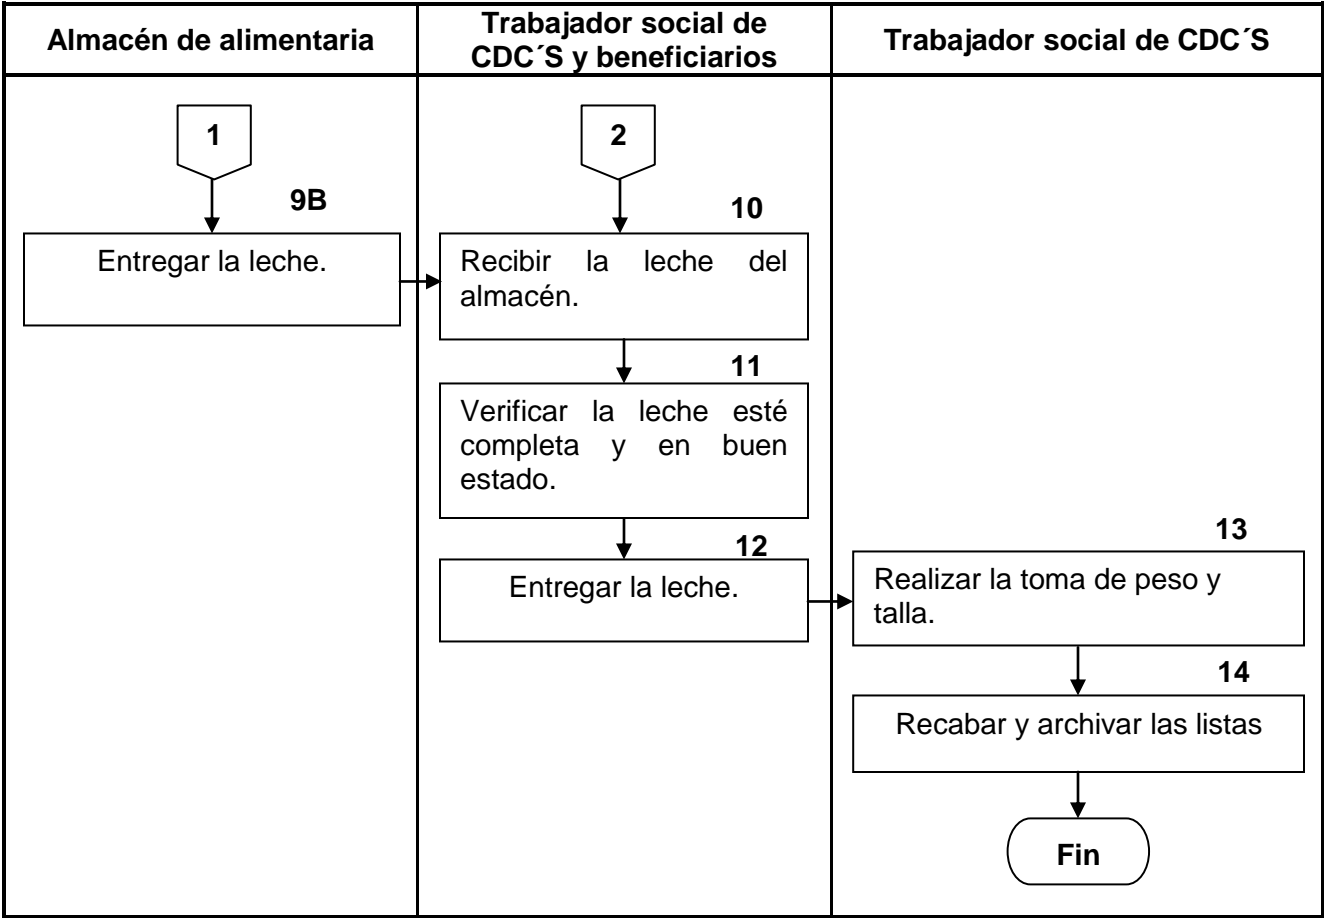 Almacén de alimentaria
Trabajador social de
CDC´S y beneficiarios
Trabajador social de CDC´S
1
2
9B
10
Entregar la leche.
Recibir la leche del
almacén.
11
Verificar la leche esté
completa y en buen
estado.
12
Entregar la leche.
13
Realizar la toma de peso y
talla.
14
Recabar y archivar las listas
Fin